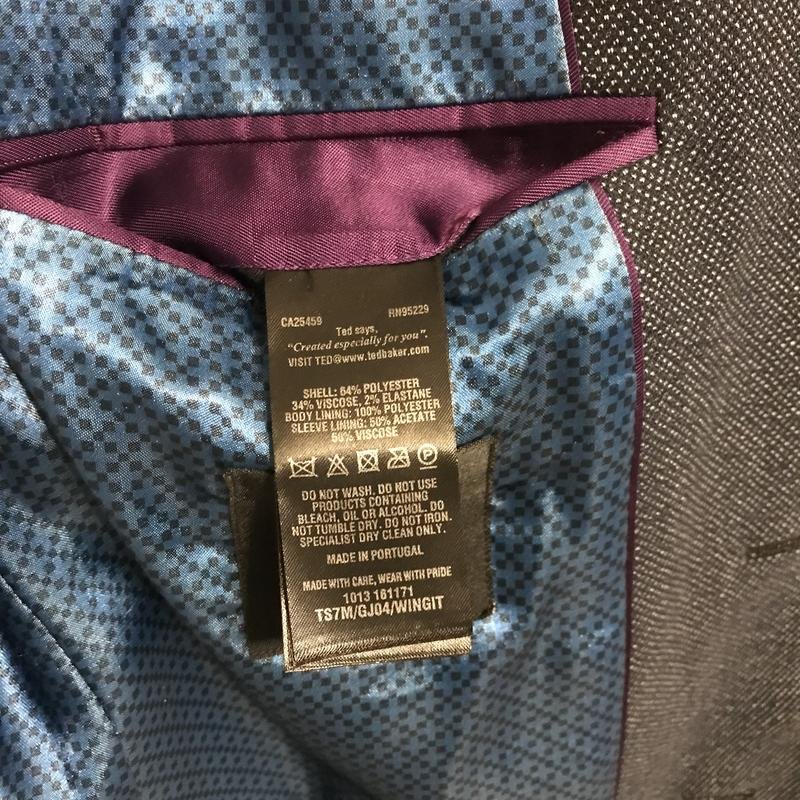 CA25459 RN95229
Ted says,
"Created especially for you".
VISIT TED@www.tedbaker.com
SHELL: 64% POLYESTER
34% VISCOSE, 2% ELASTANE
BODY LINING: 100% POLYESTER
SLEEVE LINING: 50% ACETATE
50% VISCOSE
P
DO NOT WASH. DO NOT USE
PRODUCTS CONTAINING
BLEACH, OIL OR ALCOHOL. DO
NOT TUMBLE DRY. DO NOT IRON.
SPECIALIST DRY CLEAN ONLY.
MADE IN PORTUGAL
MADE WITH CARE, WEAR WITH PRIDE
1013 161171
TS7M/GJ04/WINGIT